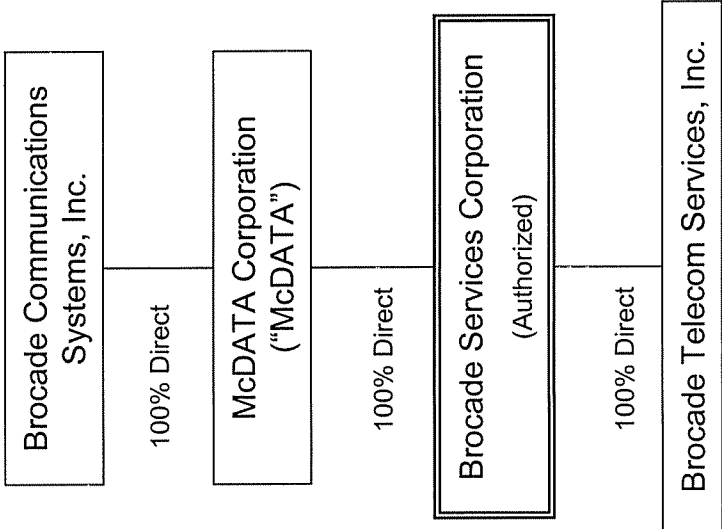 Brocade Communications
Systems, Inc.
100% Direct
McDATA Corporation
(“McDATA”)
100% Direct
Brocade Services Corporation
(Authorized)
100% Direct
Brocade Telecom Services, Inc.